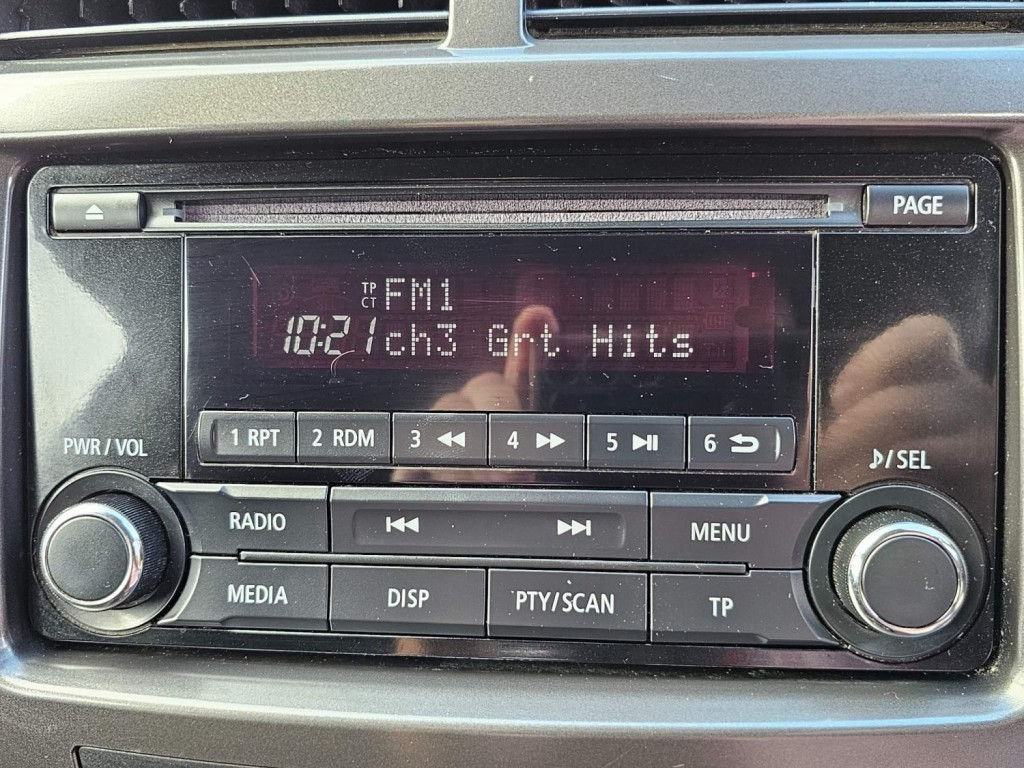 PAGE
TP
CT
FM1
10:21 ch3 Grt Hits
1 RPT
2 RDM
3
4
5
6
PWR/VOL
♪/SEL
RADIO
MENU
MEDIA
DISP
PTY/SCAN
TP